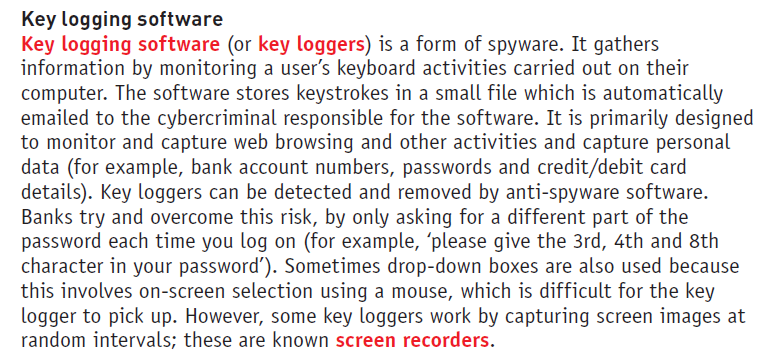 Key logging software
Key logging software (or key loggers) is a form of spyware. It gathers
information by monitoring a user’s keyboard activities carried out on their
computer. The software stores keystrokes in a small file which is automatically
emailed to the cybercriminal responsible for the software. It is primarily designed
to monitor and capture web browsing and other activities and capture personal
data (for example, bank account numbers, passwords and credit/debit card
details). Key loggers can be detected and removed by anti-spyware software.
Banks try and overcome this risk, by only asking for a different part of the
password each time you log on (for example, ‘please give the 3rd, 4th and 8th
character in your password’). Sometimes drop-down boxes are also used because
this involves on-screen selection using a mouse, which is difficult for the key
logger to pick up. However, some key loggers work by capturing screen images at
random intervals; these are known screen recorders.